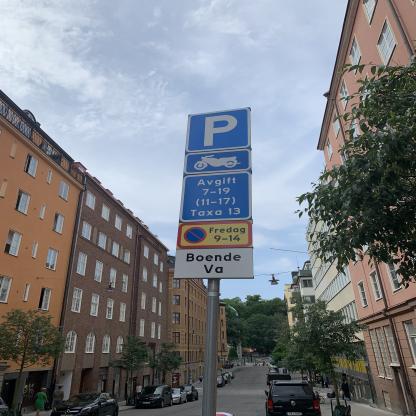 P
Avgift
7-19
(11-17)
Taxa 13
Fredag
9-14
Boende
Va